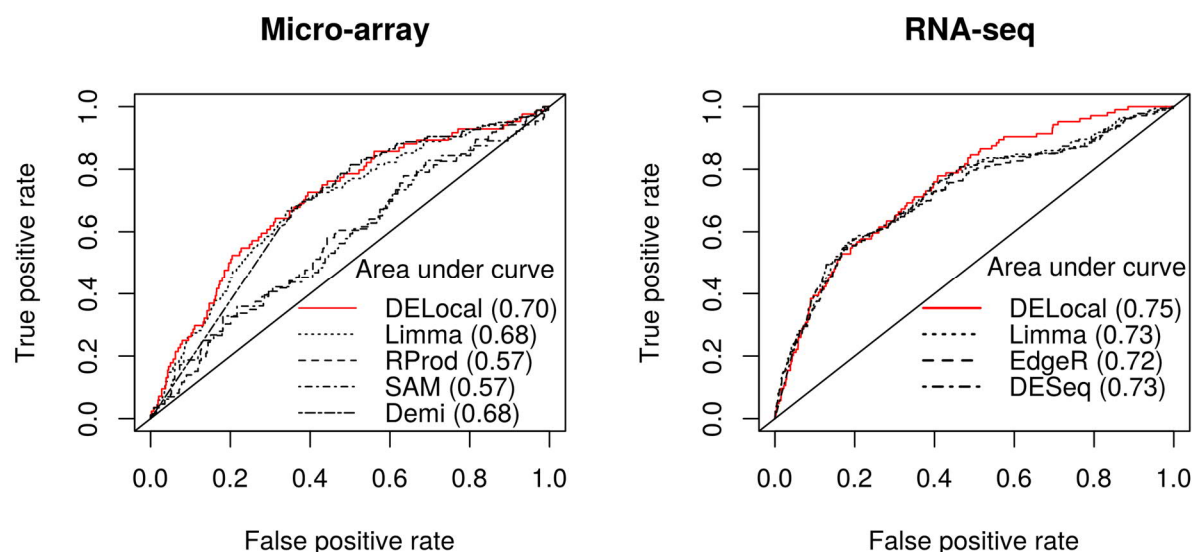 Micro-array
True positive rate
1.0
0.8
0.6
0.4
0.2
0.0
Area under curve
DELocal (0.70)
Limma (0.68)
RProd (0.57)
SAM (0.57)
Demi (0.68)
0.0 0.2 0.4 0.6 0.8 1.0
False positive rate
RNA-seq
True positive rate
1.0
0.8
0.6
0.4
0.2
0.0
Area under curve
DELocal (0.75)
Limma (0.73)
EdgeR (0.72)
DESeq (0.73)
0.0 0.2 0.4 0.6 0.8 1.0
False positive rate